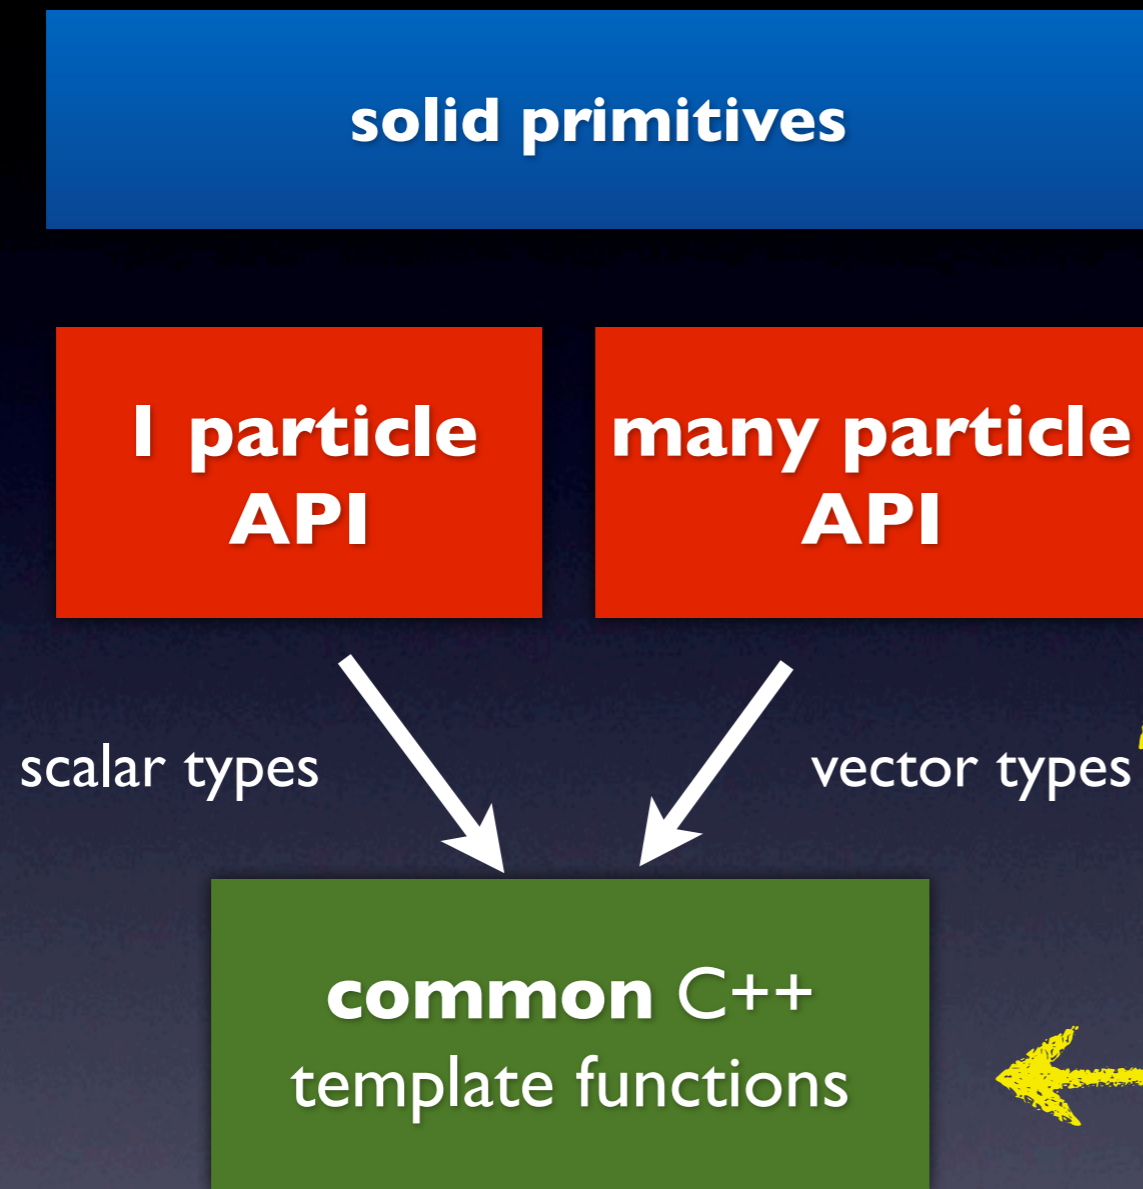 solid primitives
1 particle
API
many particle
API
scalar types
vector types
common C++
template functions